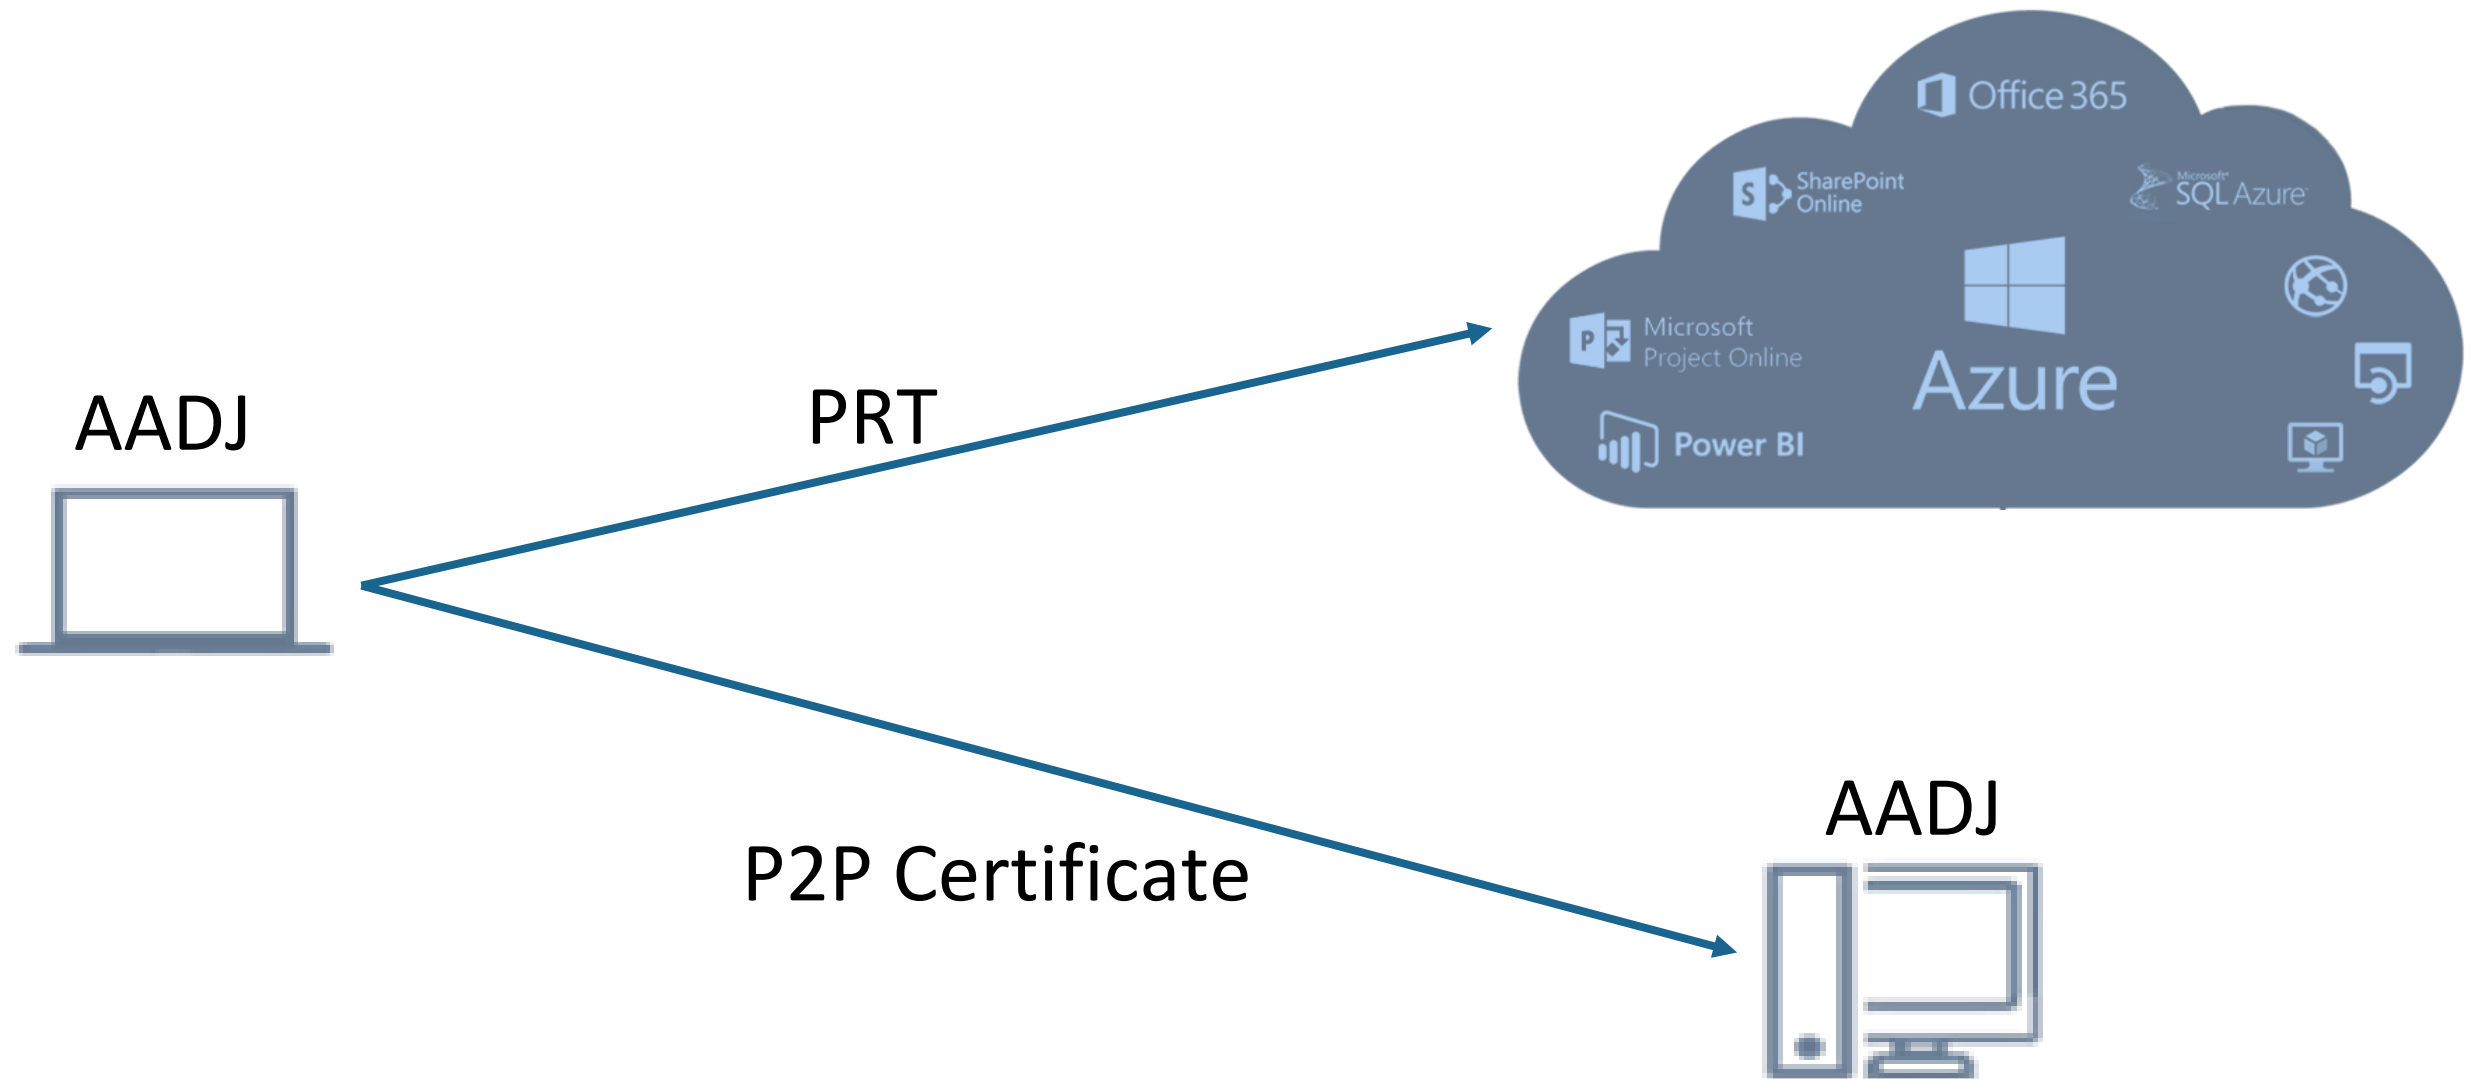 Office 365
SharePoint
Online
Microsoft
SQL Azure
Microsoft
Project Online
Azure
Power BI
AADJ
PRT
P2P Certificate
AADJ